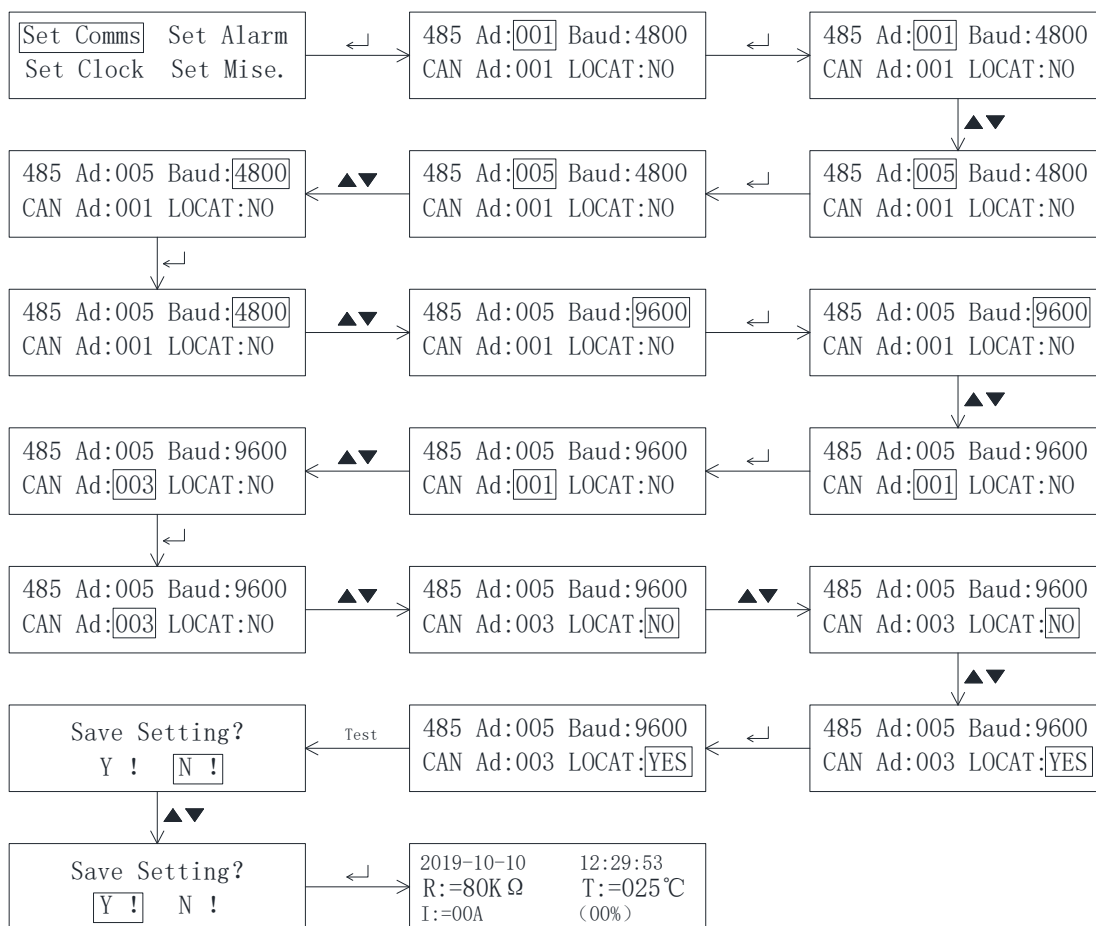 Set Comms Set Alarm
Set Clock Set Mise.
485 Ad:001 Baud:4800
CAN Ad:001 LOCAT:NO
485 Ad:001 Baud:4800
CAN Ad:001 LOCAT:NO
485 Ad:005 Baud:4800
CAN Ad:001 LOCAT:NO
485 Ad:005 Baud:4800
CAN Ad:001 LOCAT:NO
485 Ad:005 Baud:4800
CAN Ad:001 LOCAT:NO
485 Ad:005 Baud:4800
CAN Ad:001 LOCAT:NO
485 Ad:005 Baud:9600
CAN Ad:001 LOCAT:NO
485 Ad:005 Baud:9600
CAN Ad:001 LOCAT:NO
485 Ad:005 Baud:9600
CAN Ad:003 LOCAT:NO
485 Ad:005 Baud:9600
CAN Ad:001 LOCAT:NO
485 Ad:005 Baud:9600
CAN Ad:001 LOCAT:NO
485 Ad:005 Baud:9600
CAN Ad:003 LOCAT:NO
485 Ad:005 Baud:9600
CAN Ad:003 LOCAT:NO
485 Ad:005 Baud:9600
CAN Ad:003 LOCAT:NO
Save Setting?
Y ! N !
Test
485 Ad:005 Baud:9600
CAN Ad:003 LOCAT:YES
485 Ad:005 Baud:9600
CAN Ad:003 LOCAT:YES
Save Setting?
Y ! N !
2019-10-10 12:29:53
R:=80KΩ T:=025℃
I:=00A (00%)